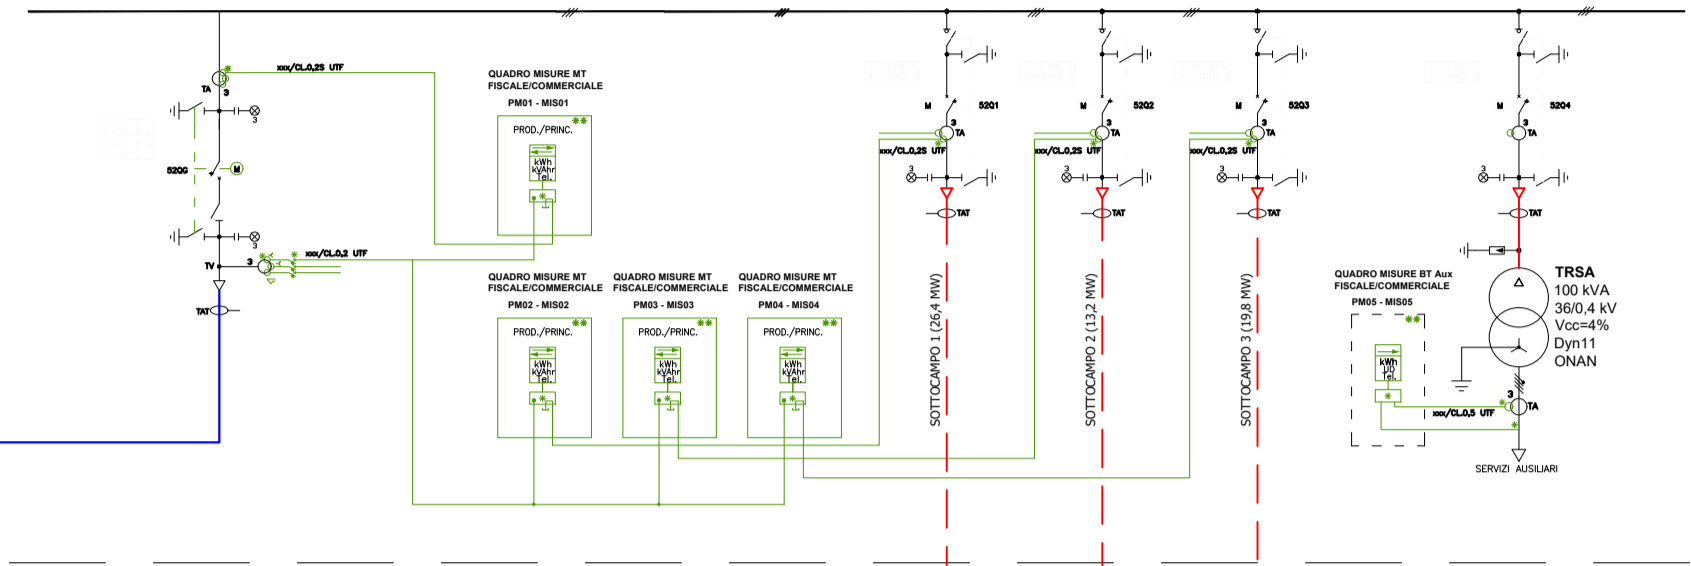 xxx/CL.0,2S UTF
TA
3
3
52QG
M
3
xxx/CL.0,2 UTF
TV
3
TAT
QUADRO MISURE MT
FISCALE/COMMERCIALE
PM01 - MIS01
**
PROD./PRINC.
kWh
kVAhr
Tel.
*
QUADRO MISURE MT
FISCALE/COMMERCIALE
PM02 - MIS02
**
PROD./PRINC.
kWh
kVAhr
Tel.
*
QUADRO MISURE MT
FISCALE/COMMERCIALE
PM03 - MIS03
**
PROD./PRINC.
kWh
kVAhr
Tel.
*
QUADRO MISURE MT
FISCALE/COMMERCIALE
PM04 - MIS04
**
PROD./PRINC.
kWh
kVAhr
Tel.
*
M
52Q1
3
TA
xxx/CL.0,2S UTF
3
TAT
SOTTOCAMPO 1 (26,4 MW)
M
52Q2
3
TA
xxx/CL.0,2S UTF
3
TAT
SOTTOCAMPO 2 (13,2 MW)
M
52Q3
3
TA
xxx/CL.0,2S UTF
3
TAT
SOTTOCAMPO 3 (19,8 MW)
M
52Q4
3
TA
3
TAT
QUADRO MISURE BT Aux
FISCALE/COMMERCIALE
PM05 - MIS05
**
kWh
UD
Tel.
*
TRSA
100 kVA
36/0,4 kV
Vcc=4%
Dyn11
ONAN
3
TA
xxx/CL.0,5 UTF
SERVIZI AUSILIARI